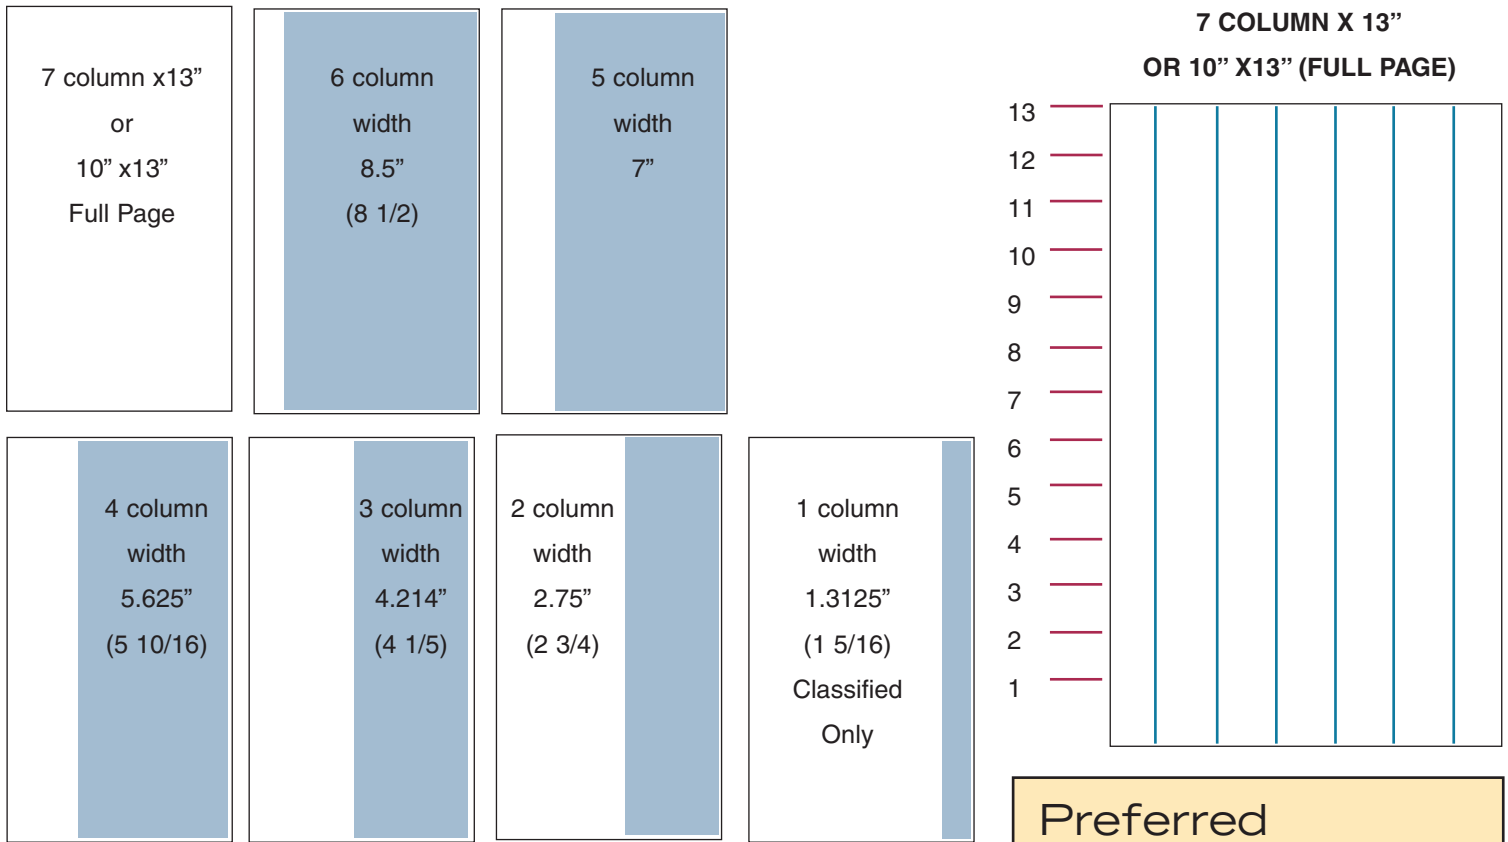 7 column x13”
or
10” x13”
Full Page
6 column
width
8.5”
(8 1/2)
5 column
width
7”
4 column
width
5.625”
(5 10/16)
3 column
width
4.214”
(4 1/5)
2 column
width
2.75”
(2 3/4)
1 column
width
1.3125”
(1 5/16)
Classified
Only
7 COLUMN X 13”
OR 10” X13” (FULL PAGE)
13
12
11
10
9
8
7
6
5
4
3
2
1
Preferred